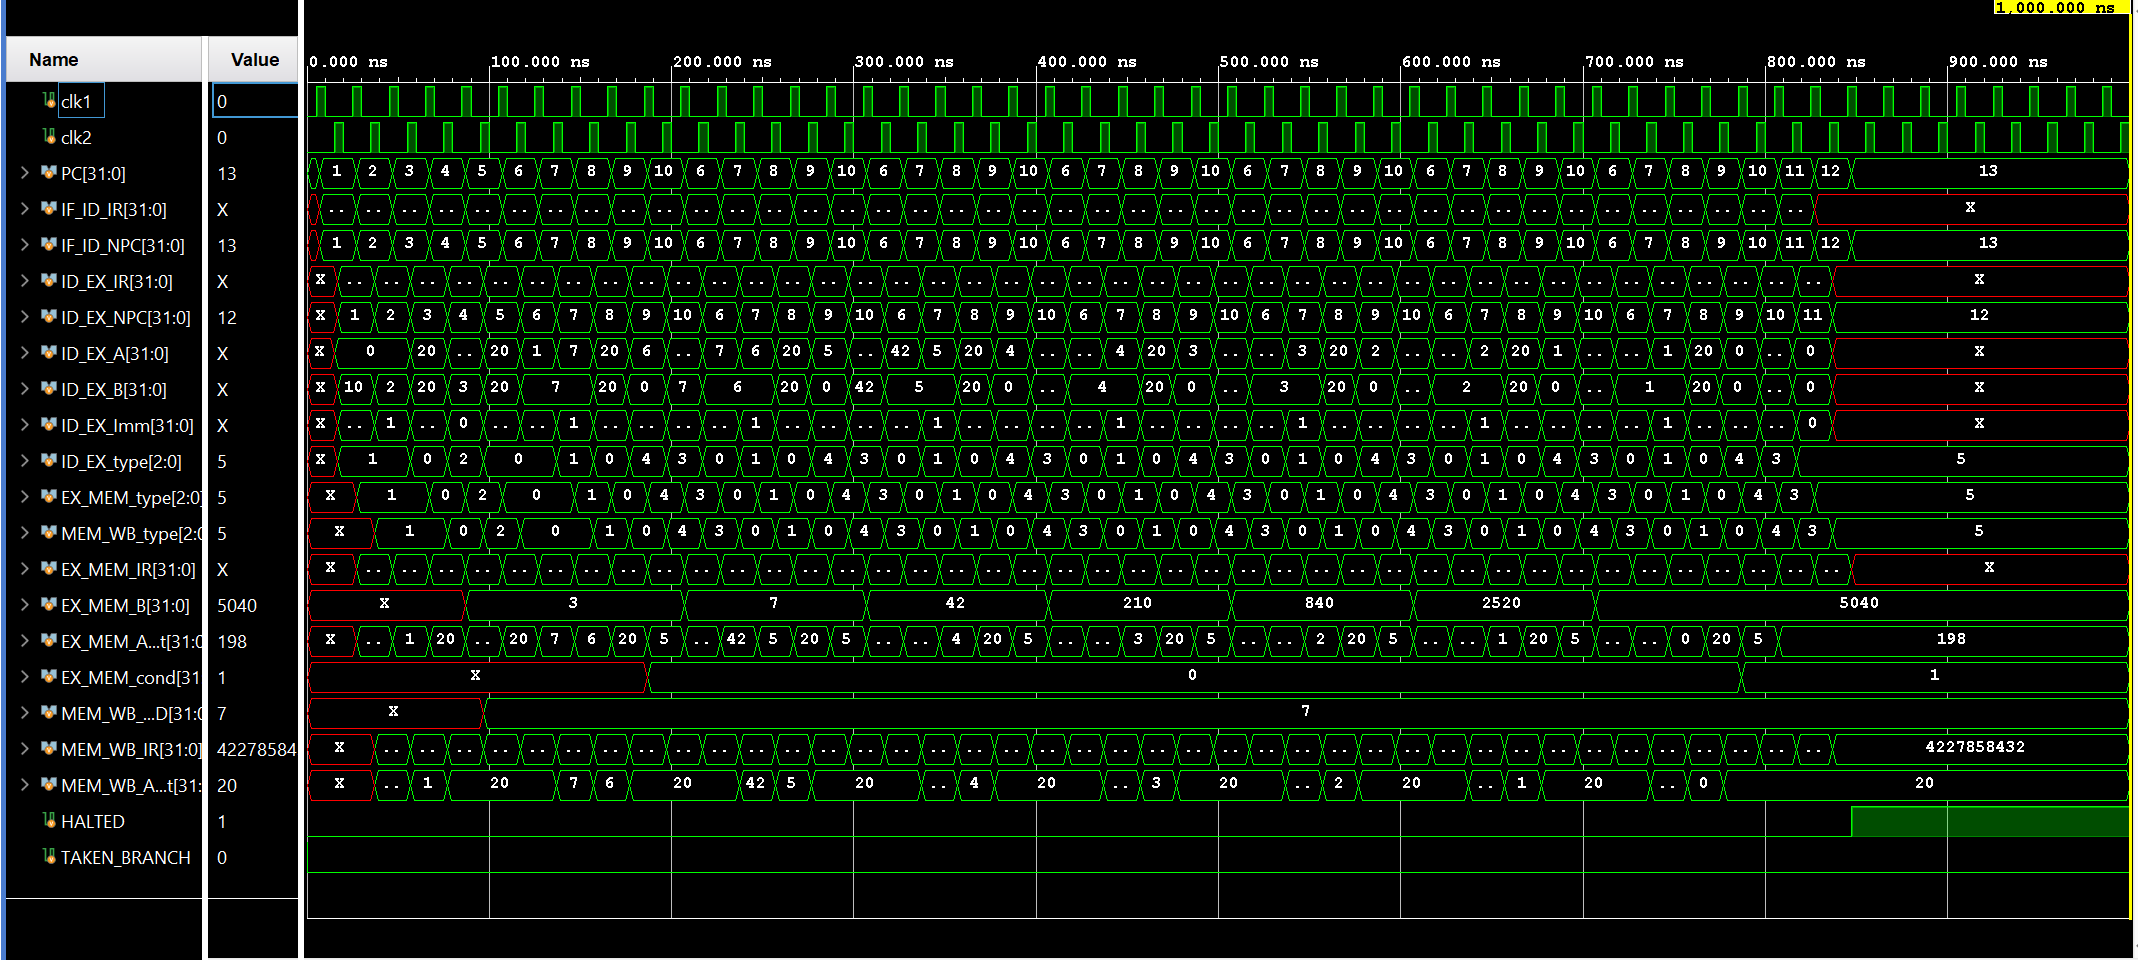 1,000.000 ns
Name Value 0.000 ns 100.000 ns 200.000 ns 300.000 ns 400.000 ns 500.000 ns 600.000 ns 700.000 ns 800.000 ns 900.000 ns
clk1 0
clk2 0
PC[31:0] 13 1 2 3 4 5 6 7 8 9 10 6 7 8 9 10 6 7 8 9 10 6 7 8 9 10 6 7 8 9 10 6 7 8 9 10 6 7 8 9 10 11 12 13
IF_ID_IR[31:0] X .. .. .. .. .. .. .. .. .. .. .. .. .. .. .. .. .. .. .. .. .. .. .. .. .. .. .. .. .. .. .. .. .. .. .. .. .. .. .. .. .. X
IF_ID_NPC[31:0] 13 1 2 3 4 5 6 7 8 9 10 6 7 8 9 10 6 7 8 9 10 6 7 8 9 10 6 7 8 9 10 6 7 8 9 10 6 7 8 9 10 11 12 13
ID_EX_IR[31:0] X X .. .. .. .. .. .. .. .. .. .. .. .. .. .. .. .. .. .. .. .. .. .. .. .. .. .. .. .. .. .. .. .. .. .. .. .. .. .. .. .. .. X
ID_EX_NPC[31:0] 12 X 1 2 3 4 5 6 7 8 9 10 6 7 8 9 10 6 7 8 9 10 6 7 8 9 10 6 7 8 9 10 6 7 8 9 10 6 7 8 9 10 11 12
ID_EX_A[31:0] X X 0 20 .. 20 1 7 20 6 .. 7 6 20 5 .. 42 5 20 4 .. .. 4 20 3 .. .. 3 20 2 .. .. 2 20 1 .. .. 1 20 0 .. 0 X
ID_EX_B[31:0] X X 10 2 20 3 20 7 20 0 7 6 20 0 42 5 20 0 .. 4 20 0 .. 3 20 0 .. 2 20 0 .. 1 20 0 .. 0 X
ID_EX_Imm[31:0] X X .. 1 .. 0 .. .. 1 .. .. .. .. 1 .. .. .. .. 1 .. .. .. .. 1 .. .. .. .. 1 .. .. .. .. 1 .. .. .. .. 1 .. .. .. 0 X
ID_EX_type[2:0] 5 X 1 0 2 0 1 0 4 3 0 1 0 4 3 0 1 0 4 3 0 1 0 4 3 0 1 0 4 3 0 1 0 4 3 0 1 0 4 3 5
EX_MEM_type[2:0] 5 X 1 0 2 0 1 0 4 3 0 1 0 4 3 0 1 0 4 3 0 1 0 4 3 0 1 0 4 3 0 1 0 4 3 0 1 0 4 3 5
MEM_WB_type[2:0 5 X 1 0 2 0 1 0 4 3 0 1 0 4 3 0 1 0 4 3 0 1 0 4 3 0 1 0 4 3 0 1 0 4 3 0 1 0 4 3 5
EX_MEM_IR[31:0] X X .. .. .. .. .. .. .. .. .. .. .. .. .. .. .. .. .. .. .. .. .. .. .. .. .. .. .. .. .. .. .. .. .. .. .. .. .. .. .. .. .. X
EX_MEM_B[31:0] 5040 X 3 7 42 210 840 2520 5040
EX_MEM_A...t[31:0 198 X .. 1 20 .. 20 7 6 20 5 .. 42 5 20 5 .. .. 4 20 5 .. .. 3 20 5 .. .. 2 20 5 .. .. 1 20 5 .. .. 0 20 5 198
EX_MEM_cond[31 1 X 0 1
MEM_WB_...D[31:0 7 X 7
MEM_WB_IR[31:0] 42278584 X .. .. .. .. .. .. .. .. .. .. .. .. .. .. .. .. .. .. .. .. .. .. .. .. .. .. .. .. .. .. .. .. .. .. .. .. .. .. .. .. 4227858432
MEM_WB_A...t[31: 20 X .. 1 20 7 6 20 42 5 20 .. 4 20 .. 3 20 .. 2 20 .. 1 20 .. 0 20
HALTED 1
TAKEN_BRANCH 0